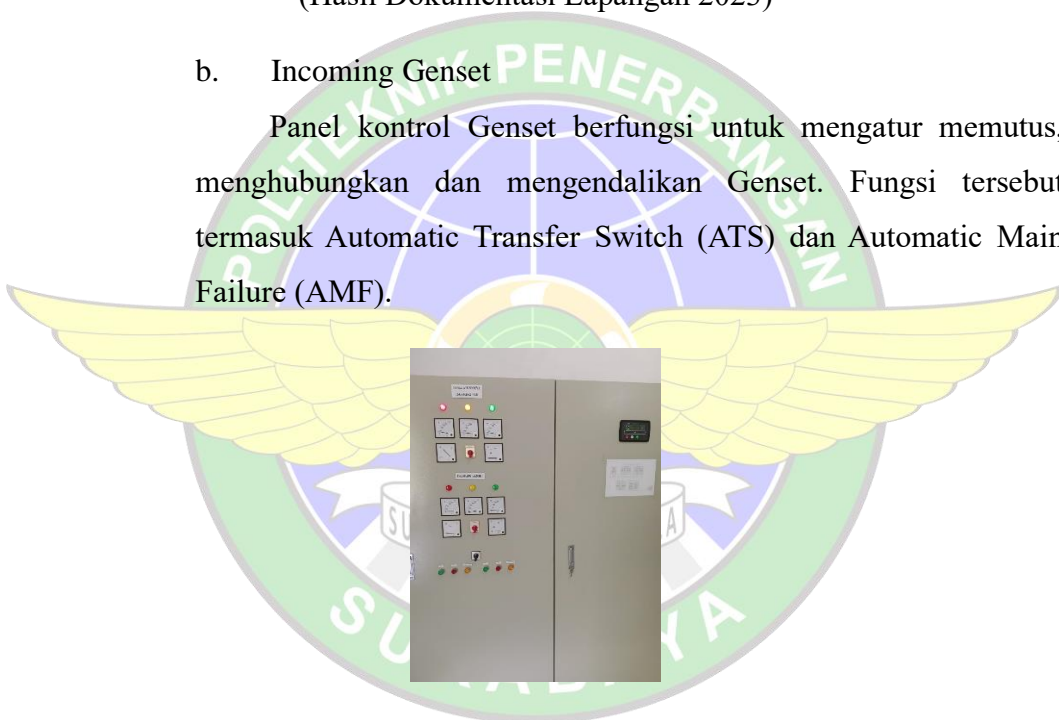 (Hasil Dokumentasi Lapangan 2023)
b. Incoming Genset
Panel kontrol Genset berfungsi untuk mengatur memutus,
menghubungkan dan mengendalikan Genset. Fungsi tersebut
termasuk Automatic Transfer Switch (ATS) dan Automatic Main
Failure (AMF).
POLITEKNIK PENERBANGAN
SURABAYA